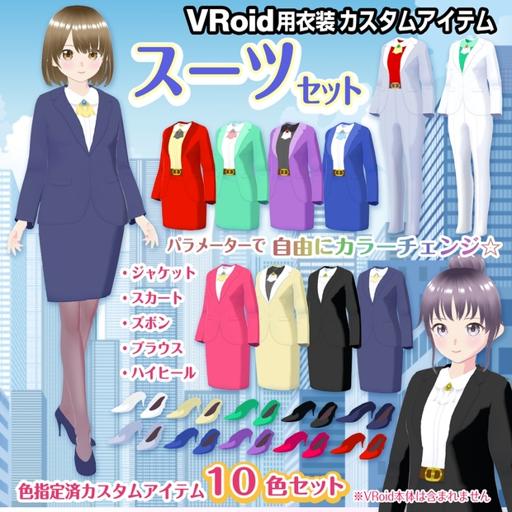 VRoid用衣装 カスタムアイテム
スーツセット
パラメーターで 自由にカラーチェンジ☆
・ジャケット
・スカート
・ズボン
・ブラウス
・ハイヒール
色指定済カスタムアイテム 10色セット
※VRoid本体は含まれません